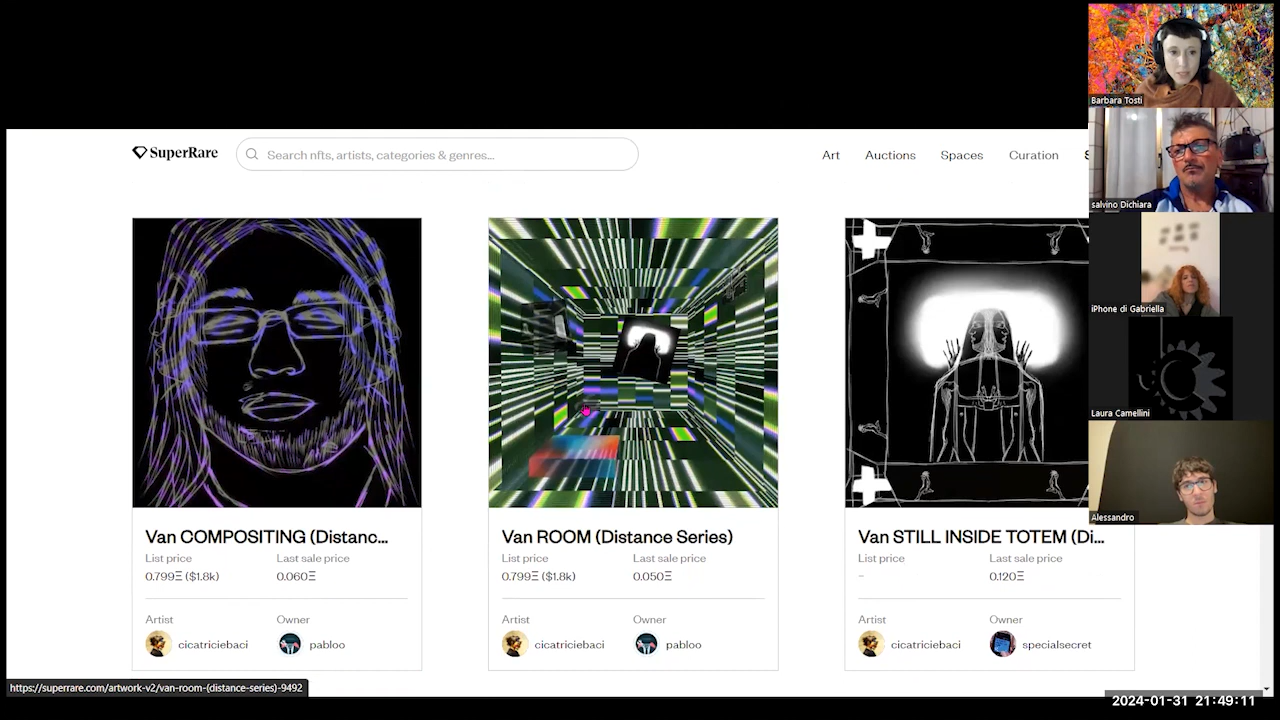 SuperRare
Search nfts, artists, categories & genres...
Art
Auctions
Spaces
Curation
Van COMPOSITING (Distanc...
List price
Last sale price
0.799Ξ ($1.8k)
0.060Ξ
Artist
Owner
cicatriciebaci
pabloo
Van ROOM (Distance Series)
List price
Last sale price
0.799Ξ ($1.8k)
0.050Ξ
Artist
Owner
cicatriciebaci
pabloo
Van STILL INSIDE TOTEM (Di...
List price
Last sale price
–
0.120Ξ
Artist
Owner
cicatriciebaci
specialsecret
https://superrare.com/artwork-v2/van-room-(distance-series)-9492
Barbara Tosti
salvino Dichiara
iPhone di Gabriella
Laura Camellini
Alessandro
2024-01-31 21:49:11